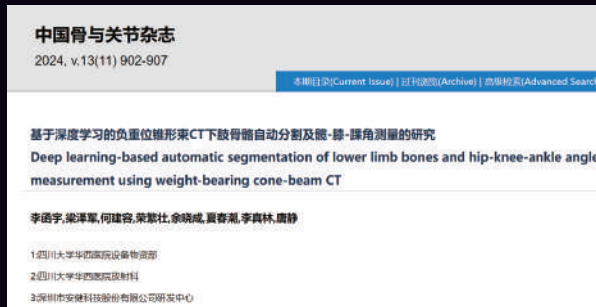 中国骨与关节杂志
2024, v.13(11) 902-907
本期目录(Current Issue) | 过刊浏览(Archive) | 高级检索(Advanced Search
基于深度学习的负重位锥形束CT下肢骨骼自动分割及髋-膝-踝角测量的研究
Deep learning-based automatic segmentation of lower limb bones and hip-knee-ankle angle
measurement using weight-bearing cone-beam CT
李函宇,梁泽军,何建容,荣繁壮,余晓成,夏春潮,李真林,唐静
1:四川大学华西医院设备物资部
2:四川大学华西医院放射科
3:深圳市安健科技股份有限公司研发中心